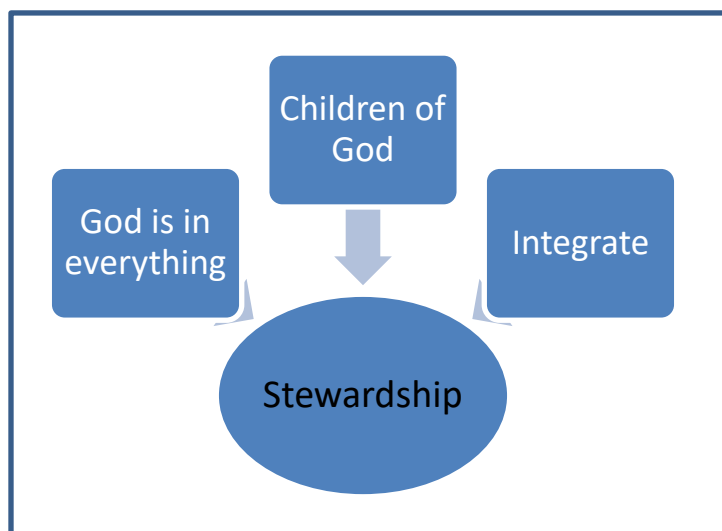 Children of
God
God is in
everything
Integrate
Stewardship